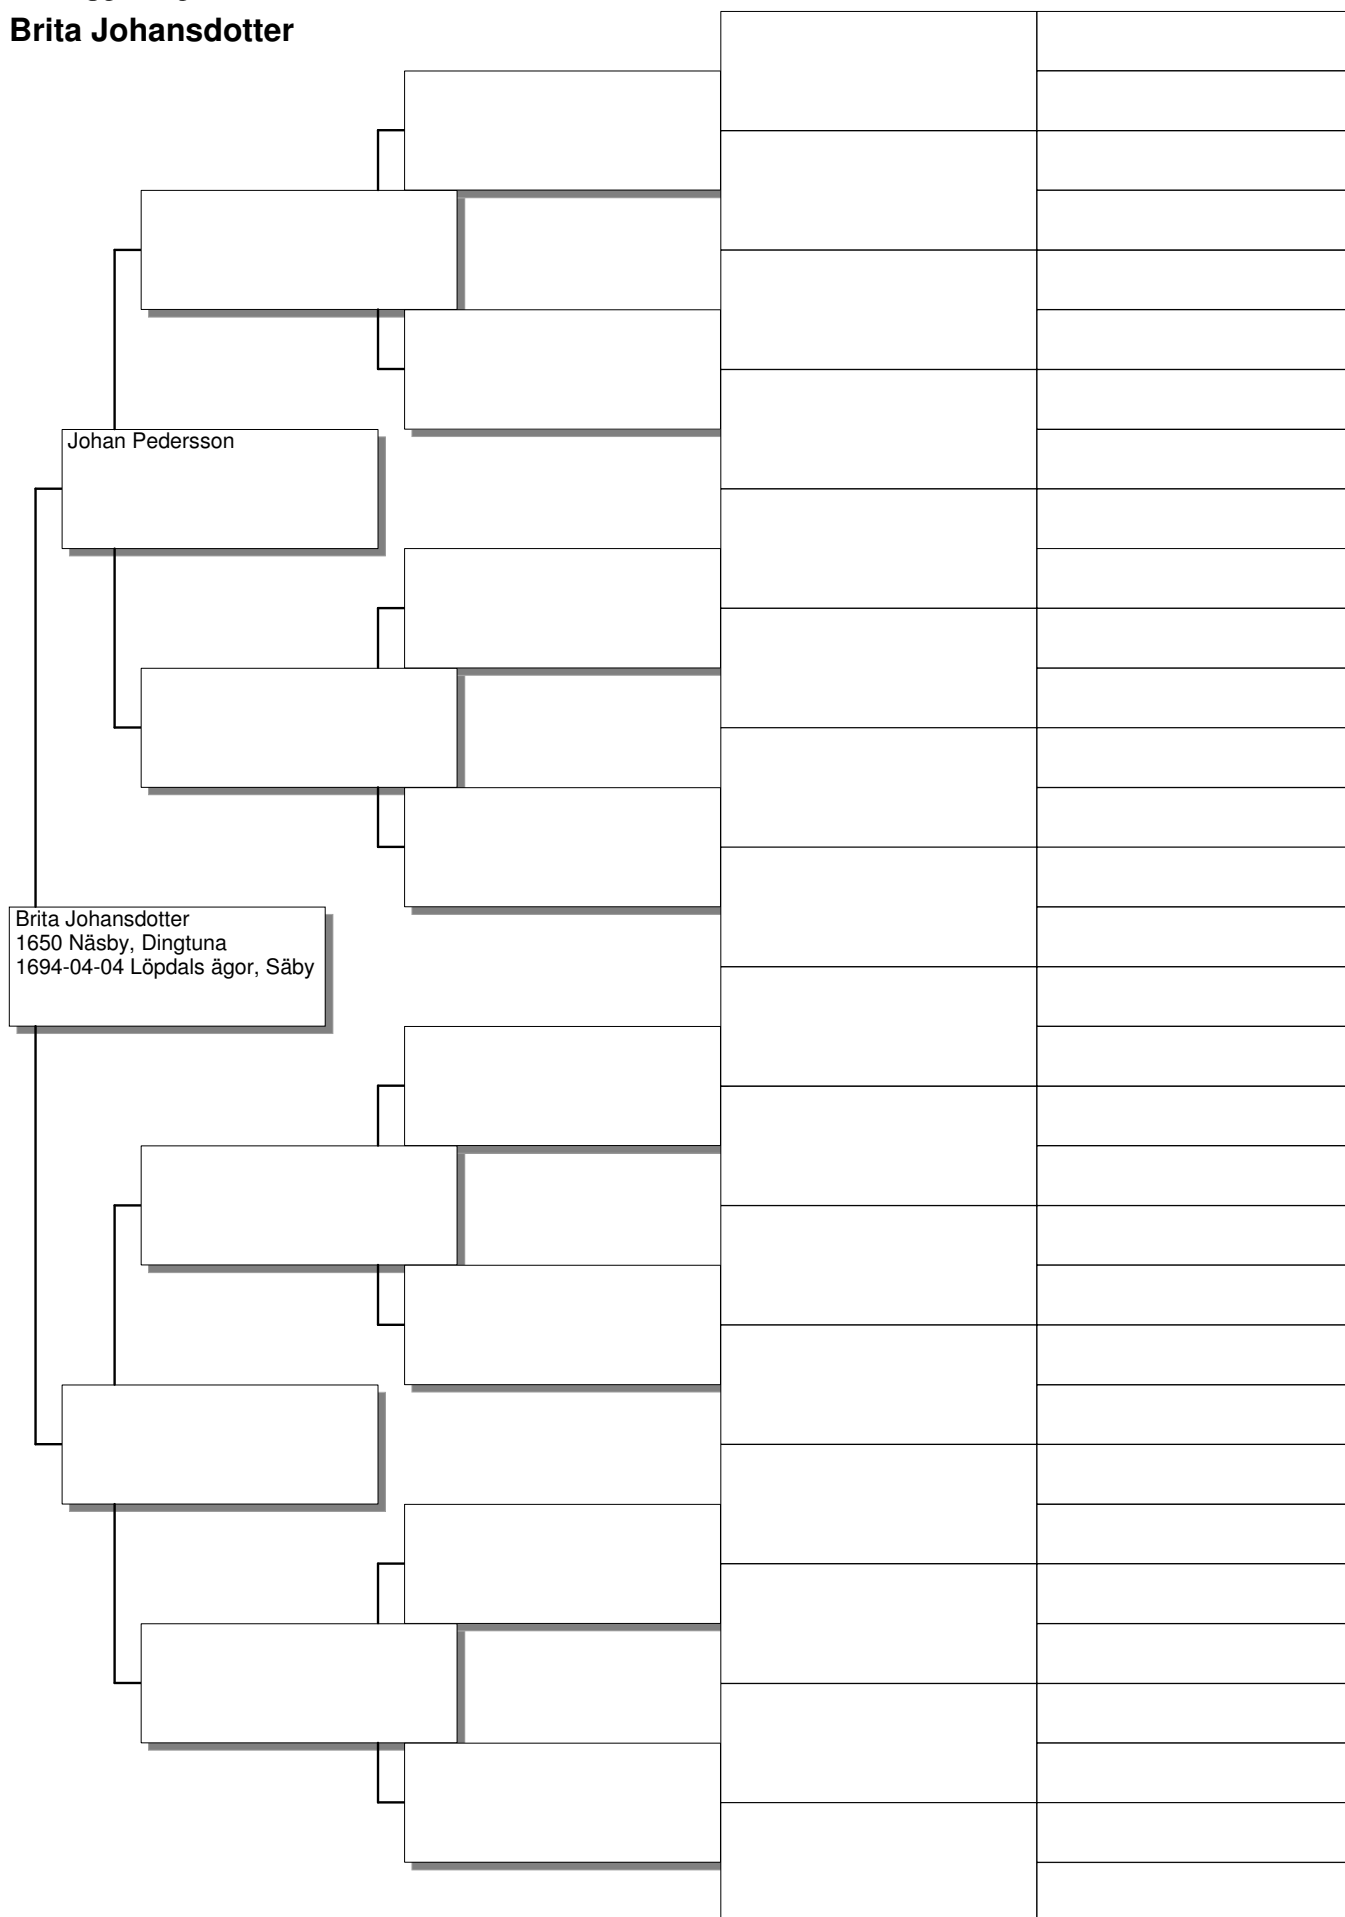 Brita Johansdotter
Johan Pedersson
Brita Johansdotter
1650 Näsby, Dingtuna
1694-04-04 Löpdals ägor, Säby